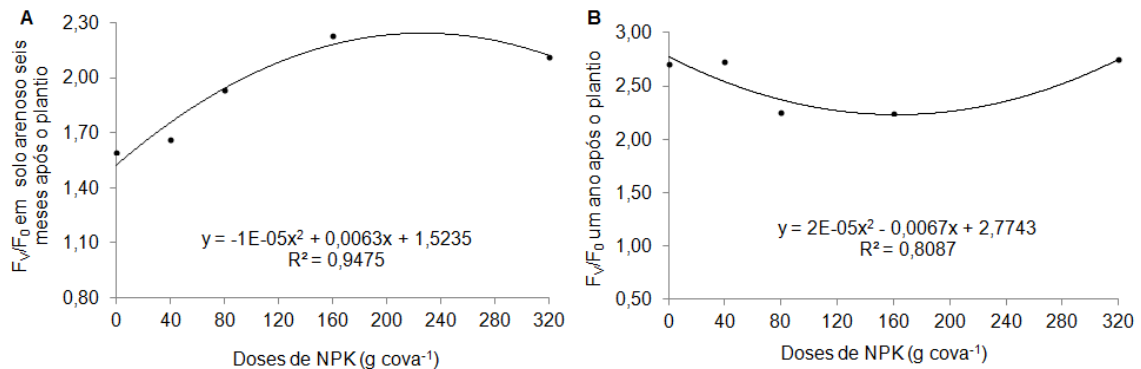 A
F_V/F_0 em solo arenoso seis
meses após o plantio
2,30
2,00
1,70
1,40
1,10
0,80
y = -1E-05x² + 0,0063x + 1,5235
R² = 0,9475
0 40 80 120 160 200 240 280 320
Doses de NPK (g cova⁻¹)
B
F_V/F_0 um ano após o plantio
3,00
2,50
2,00
1,50
1,00
0,50
y = 2E-05x² - 0,0067x + 2,7743
R² = 0,8087
0 40 80 120 160 200 240 280 320
Doses de NPK (g cova⁻¹)